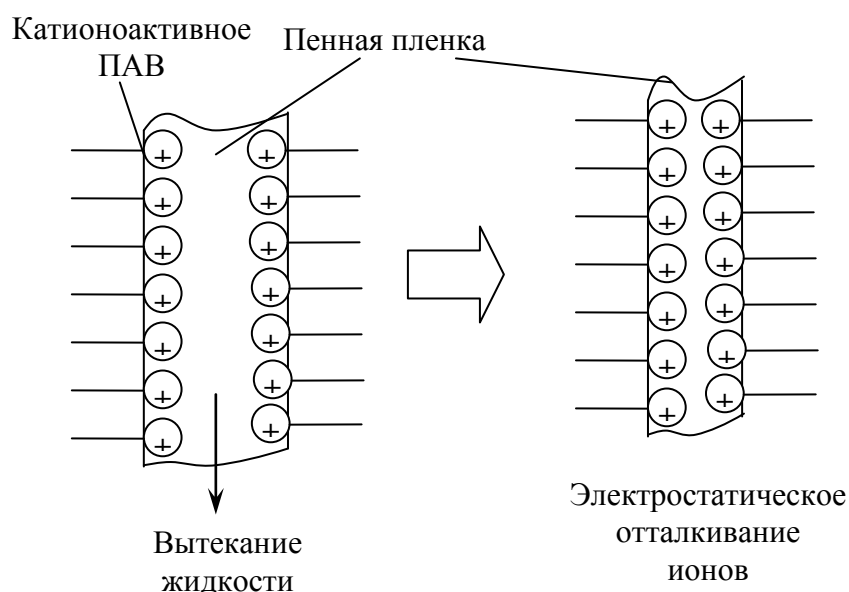 Катионоактивное
ПАВ
Пенная пленка
+ +
+ +
+ +
+ +
+ +
+ +
+ +
+ +
+ +
+ +
+ +
+ +
+ +
+ +
Вытекание
жидкости
Электростатическое
отталкивание
ионов